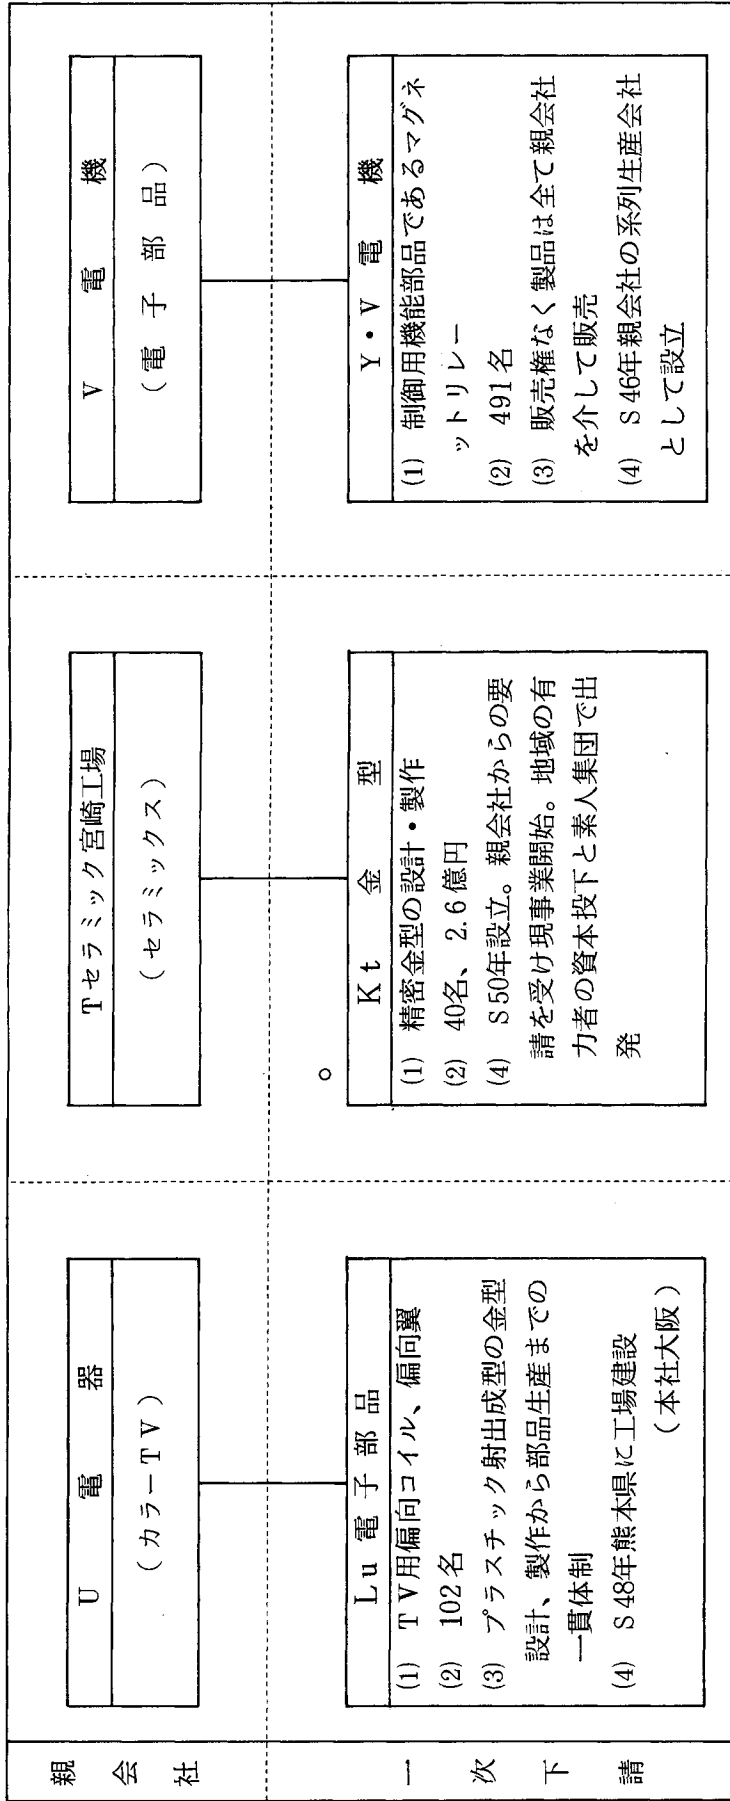 親会社
U電器
(カラーTV)
Tセラミック宮崎工場
(セラミックス)
V電機
(電子部品)
一次下請
Lu電子部品
(1) TV用偏向コイル、偏向翼
(2) 102名
(3) プラスチック射出成型の金型
設計、製作から部品生産までの
一貫体制
(4) S48年熊本県に工場建設
(本社大阪)
Kt金型
(1) 精密金型の設計・製作
(2) 40名、2.6億円
(4) S50年設立。親会社からの要
請を受け現事業開始。地域の有
力者の資本投下と素人集団で出
発
Y・V電機
(1) 制御用機能部品であるマグネ
ットリレー
(2) 491名
(3) 販売権なく製品は全て親会社
を介して販売
(4) S46年親会社の系列生産会社
として設立